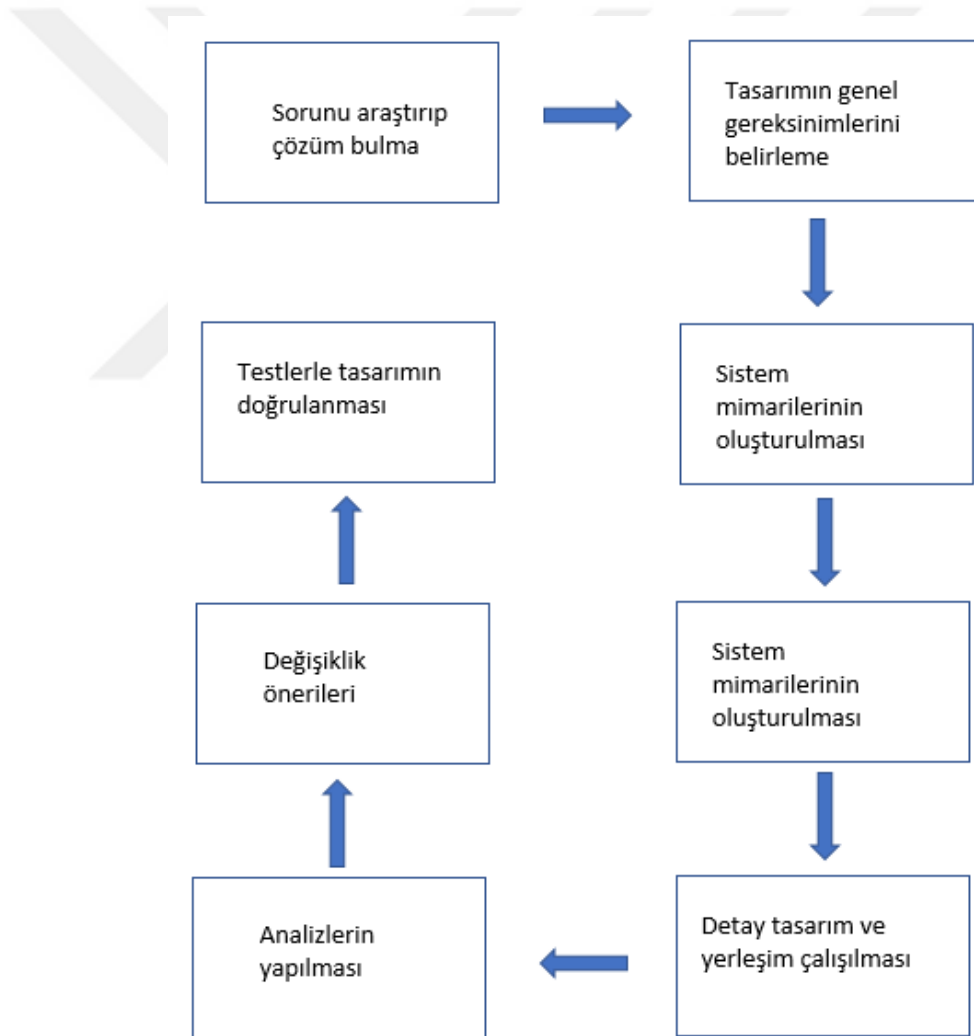 Sorunu araştırıp
çözüm bulma
Tasarımın genel
gereksinimlerini
belirleme
Sistem
mimarilerinin
oluşturulması
Sistem
mimarilerinin
oluşturulması
Detay tasarım ve
yerleşim çalışılması
Analizlerin
yapılması
Değişiklik
önerileri
Testlerle tasarımın
doğrulanması